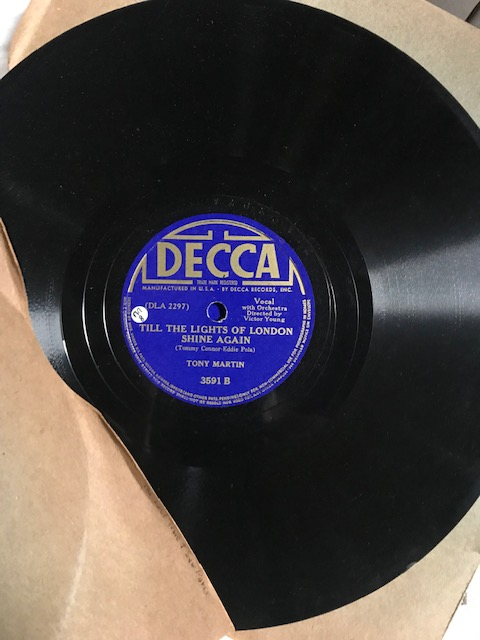 DECCA
TRADE MARK REGISTERED
MANUFACTURED IN U.S.A. · BY DECCA RECORDS, INC.
(DLA 2297)
Vocal
with Orchestra
Directed by
Victor Young
TILL THE LIGHTS OF LONDON
SHINE AGAIN
(Tommy Connor-Eddie Pola)
TONY MARTIN
3591 B